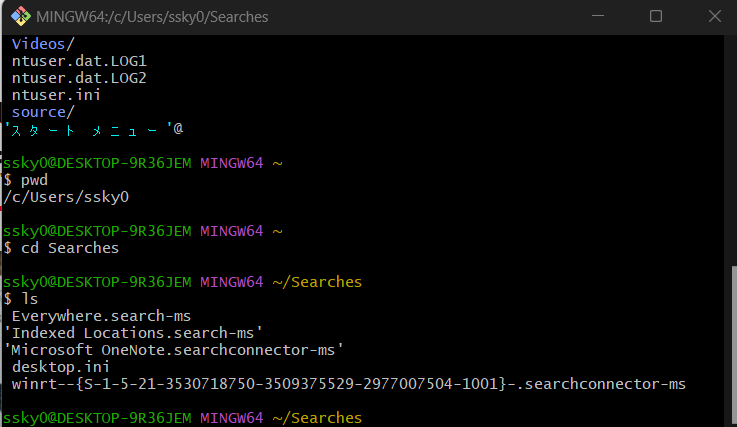 MINGW64:/c/Users/ssky0/Searches
Videos/
ntuser.dat.LOG1
ntuser.dat.LOG2
ntuser.ini
source/
'スタート メニュー'@
ssky0@DESKTOP-9R36JEM MINGW64 ~
$ pwd
/c/Users/ssky0
ssky0@DESKTOP-9R36JEM MINGW64 ~
$ cd Searches
ssky0@DESKTOP-9R36JEM MINGW64 ~/Searches
$ ls
Everywhere.search-ms
'Indexed Locations.search-ms'
'Microsoft OneNote.searchconnector-ms'
desktop.ini
winrt--{S-1-5-21-3530718750-3509375529-2977007504-1001}-.searchconnector-ms
ssky0@DESKTOP-9R36JEM MINGW64 ~/Searches